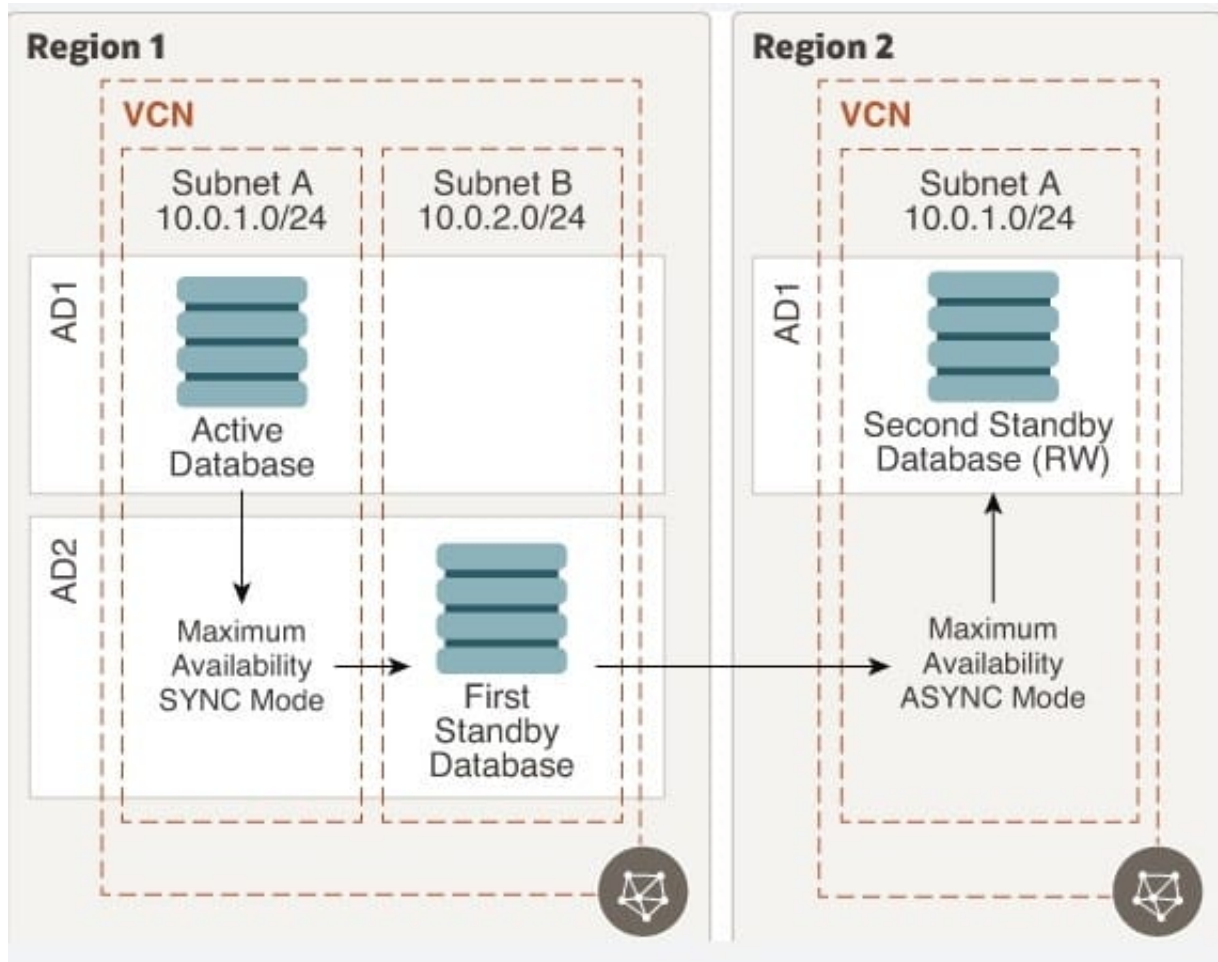 Region 1
VCN
Subnet A
10.0.1.0/24
Subnet B
10.0.2.0/24
AD1
Active
Database
AD2
Maximum
Availability
SYNC Mode
First
Standby
Database
Region 2
VCN
Subnet A
10.0.1.0/24
AD1
Second Standby
Database (RW)
Maximum
Availability
ASYNC Mode